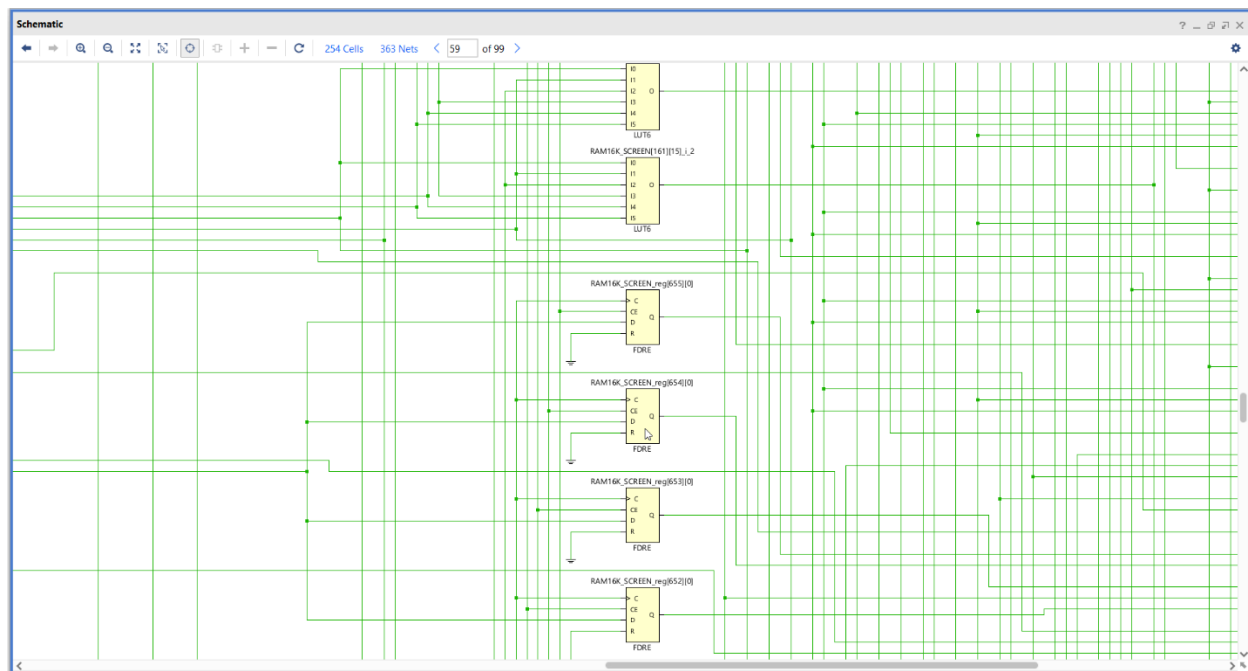 Schematic
254 Cells 363 Nets 59 of 99
I0
I1
I2 O
I3
I4
I5
LUT6
RAM16K_SCREEN[161][15]_i_2
I0
I1
I2 O
I3
I4
I5
LUT6
RAM16K_SCREEN_reg[655][0]
C
CE
D Q
R
FDRE
RAM16K_SCREEN_reg[654][0]
C
CE
D Q
R
FDRE
RAM16K_SCREEN_reg[653][0]
C
CE
D Q
R
FDRE
RAM16K_SCREEN_reg[652][0]
C
CE
D Q
R
FDRE